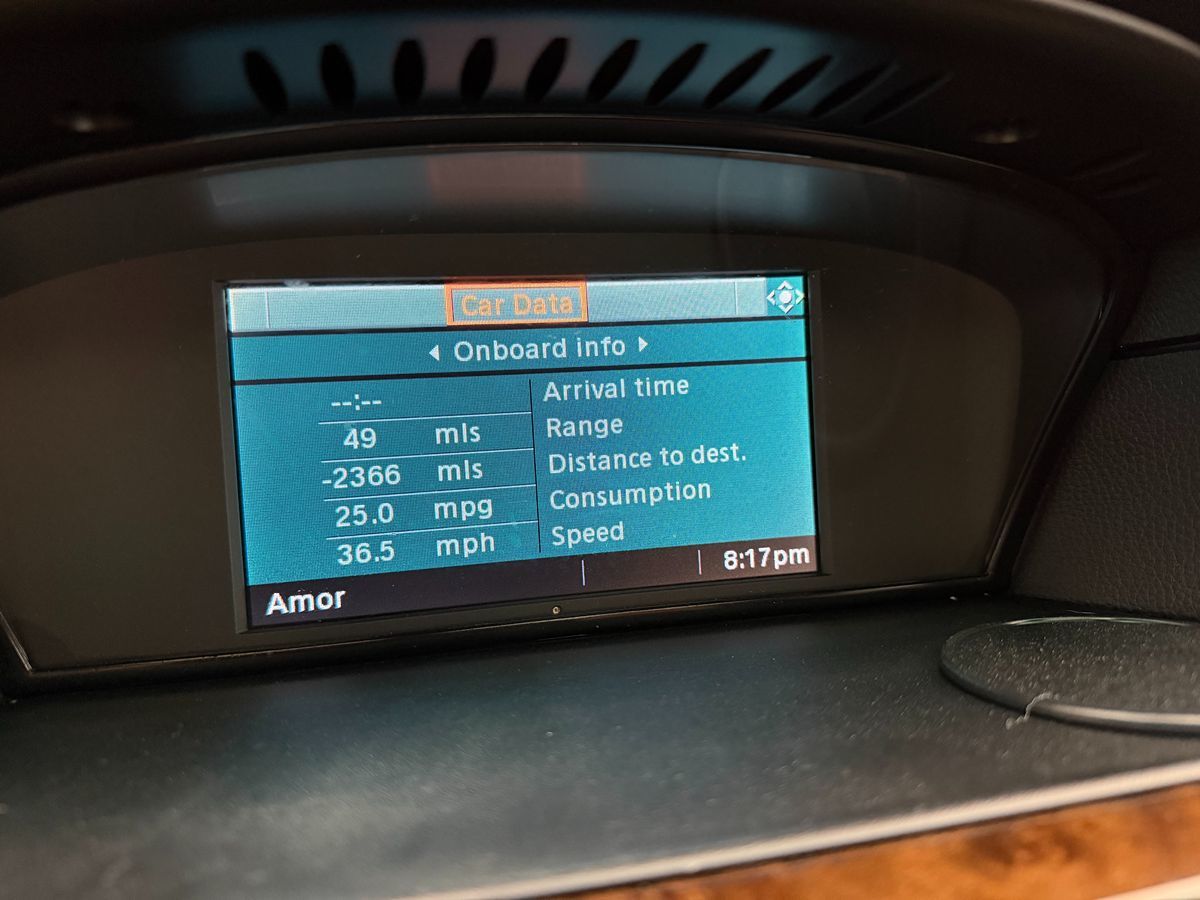 Car Data
Onboard info
--:-- Arrival time
49 mls Range
-2366 mls Distance to dest.
25.0 mpg Consumption
36.5 mph Speed
Amor 8:17pm